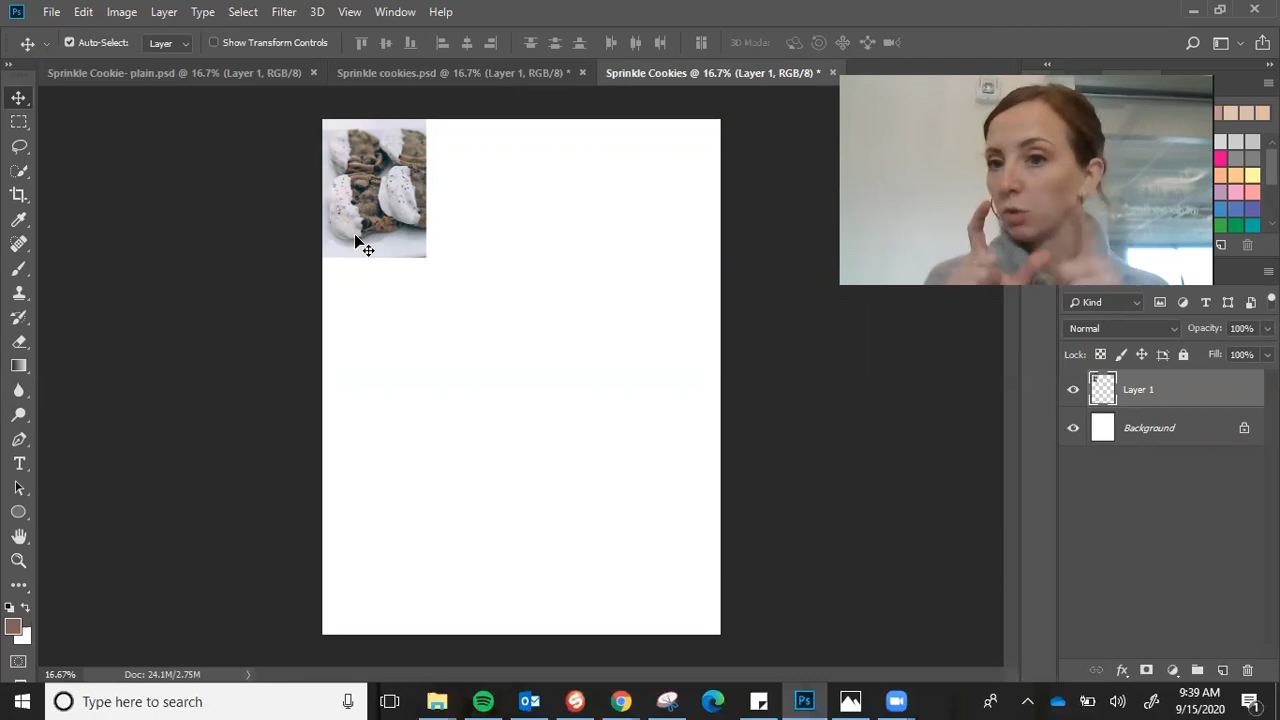 Ps File Edit Image Layer Type Select Filter 3D View Window Help
Auto-Select: Layer Show Transform Controls 3D Mode:
Sprinkle Cookie- plain.psd @ 16.7% (Layer 1, RGB/8) Sprinkle cookies.psd @ 16.7% (Layer 1, RGB/8) * Sprinkle Cookies @ 16.7% (Layer 1, RGB/8) *
Kind
Normal Opacity: 100%
Lock: Fill: 100%
Layer 1
Background
16.67% Doc: 24.1M/2.75M
Type here to search
Ps
9:39 AM
9/15/2020
1